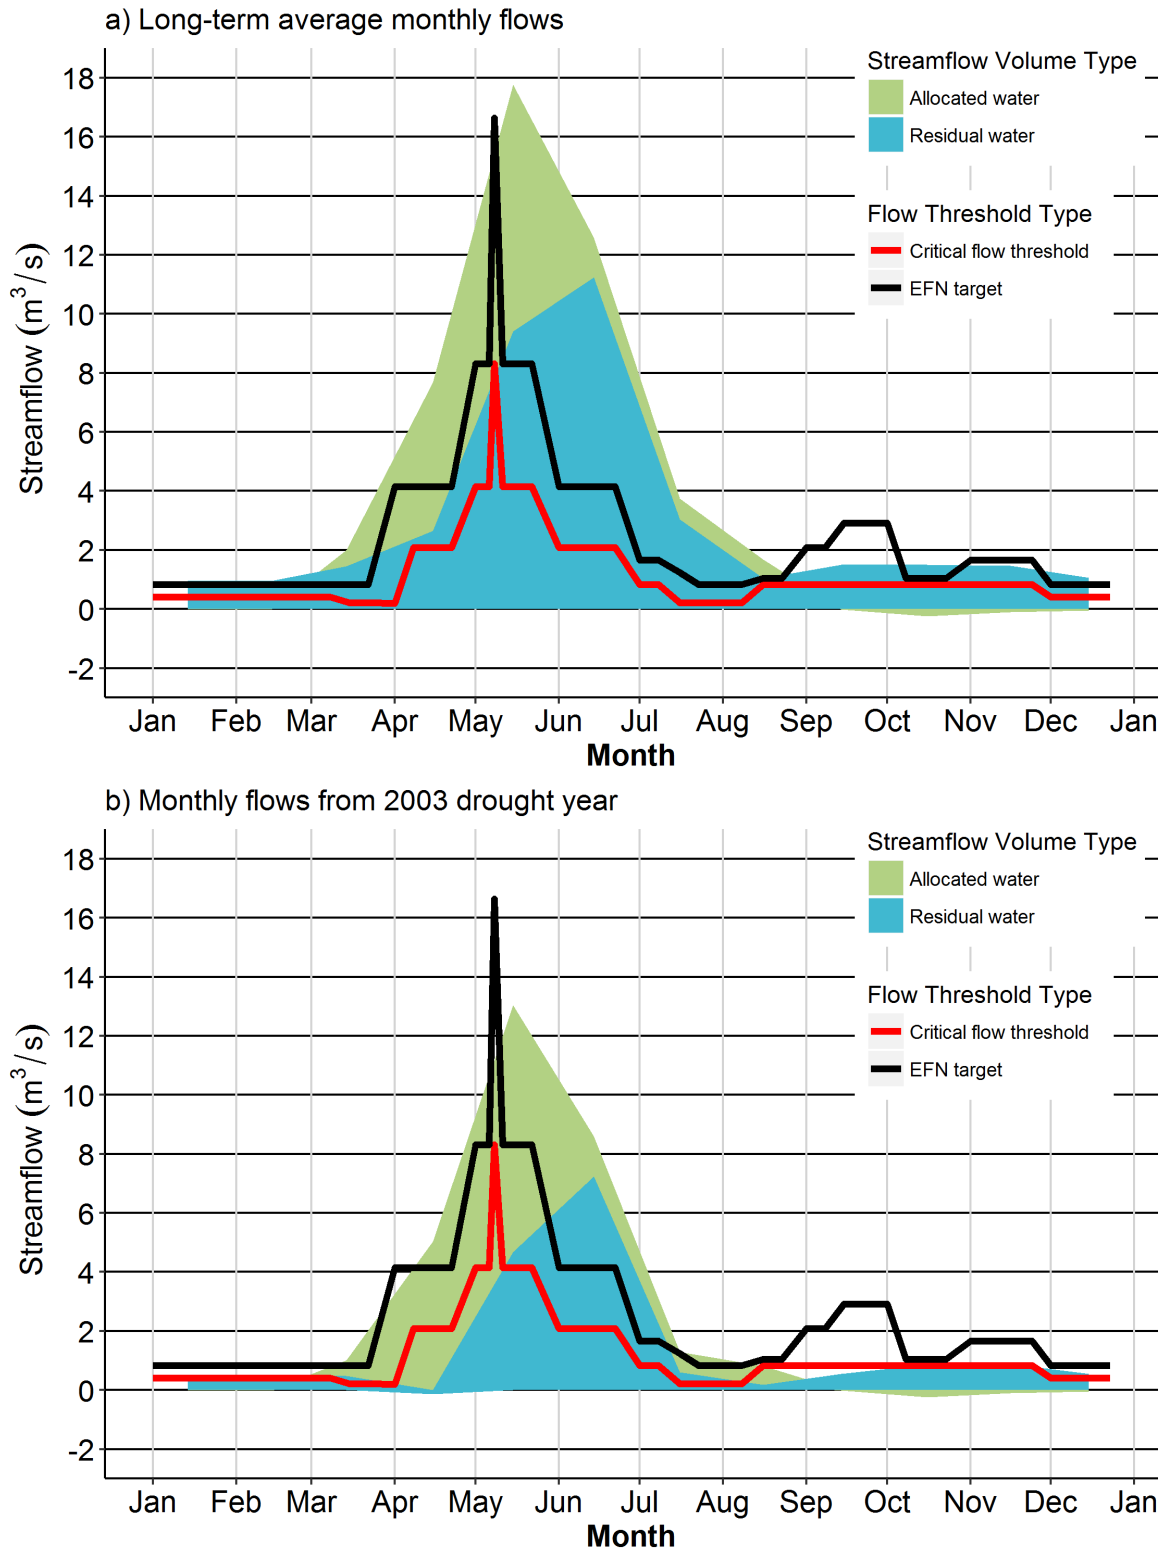 a) Long-term average monthly flows
Streamflow Volume Type
Allocated water
Residual water
Flow Threshold Type
Critical flow threshold
EFN target
Streamflow (m³/s)
18
16
14
12
10
8
6
4
2
0
-2
Jan Feb Mar Apr May Jun Jul Aug Sep Oct Nov Dec Jan
Month
b) Monthly flows from 2003 drought year
Streamflow Volume Type
Allocated water
Residual water
Flow Threshold Type
Critical flow threshold
EFN target
Streamflow (m³/s)
18
16
14
12
10
8
6
4
2
0
-2
Jan Feb Mar Apr May Jun Jul Aug Sep Oct Nov Dec Jan
Month